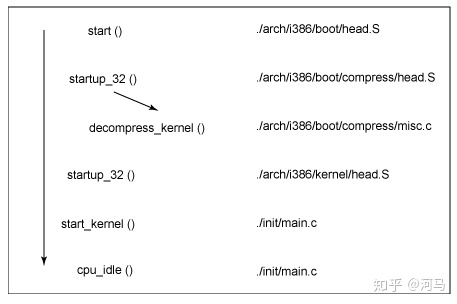 start () ./arch/i386/boot/head.S
startup_32 () ./arch/i386/boot/compress/head.S
decompress_kernel () ./arch/i386/boot/compress/misc.c
startup_32 () ./arch/i386/kernel/head.S
start_kernel () ./init/main.c
cpu_idle () ./init/main.c
知乎 @河马